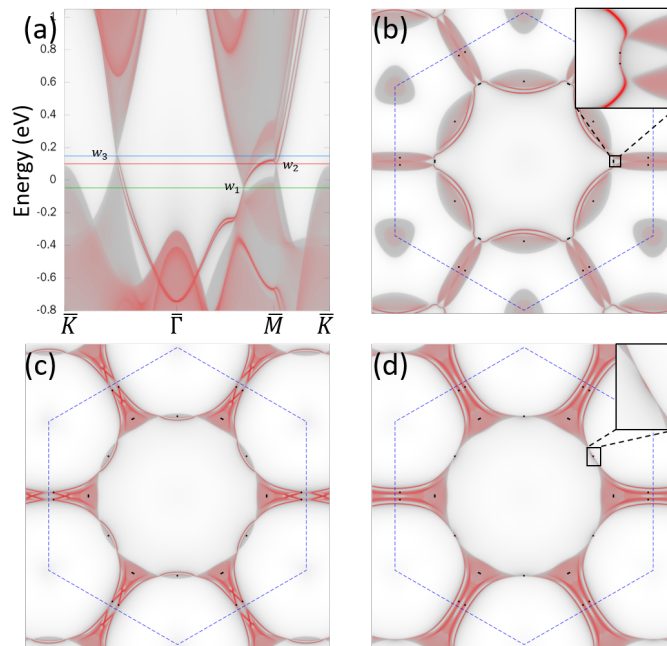 (a)
Energy (eV)
1
0.8
0.6
0.4
0.2
0
-0.2
-0.4
-0.6
-0.8
w₃
w₂
w₁
K̅
Γ̅
M̅
K̅
(b)
(c)
(d)